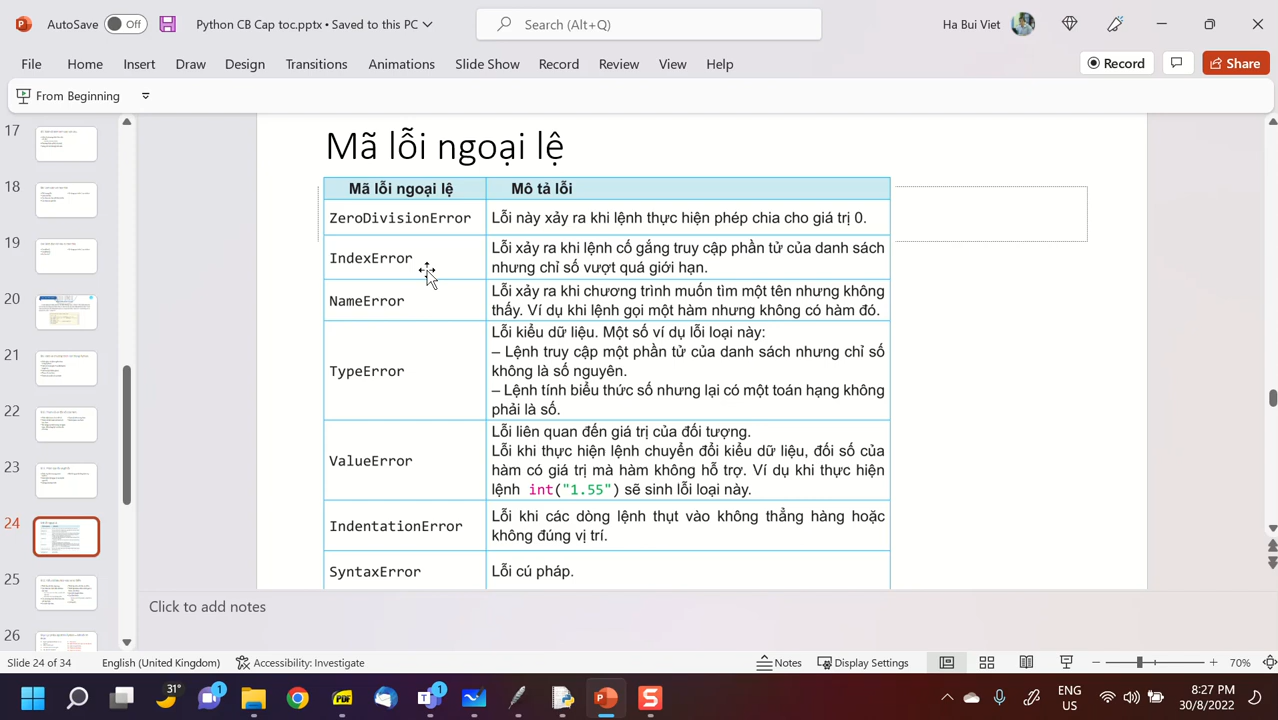 AutoSave Off Python CB Cap toc.pptx • Saved to this PC Search (Alt+Q) Ha Bui Viet
File Home Insert Draw Design Transitions Animations Slide Show Record Review View Help Record Share
From Beginning
17
18
19
20
21
22
23
24
25
26
Mã lỗi ngoại lệ
Mã lỗi ngoại lệ Mô tả lỗi
ZeroDivisionError Lỗi này xảy ra khi lệnh thực hiện phép chia cho giá trị 0.
IndexError Lỗi xảy ra khi lệnh cố gắng truy cập phần tử của danh sách
nhưng chỉ số vượt quá giới hạn.
NameError Lỗi xảy ra khi chương trình muốn tìm một tên nhưng không
thấy. Ví dụ khi lệnh gọi một hàm nhưng không có hàm đó.
TypeError Lỗi kiểu dữ liệu. Một số ví dụ lỗi loại này:
– Lệnh truy cập một phần tử của danh sách nhưng chỉ số
không là số nguyên.
– Lệnh tính biểu thức số nhưng lại có một toán hạng không
phải là số.
ValueError Lỗi liên quan đến giá trị của đối tượng.
Lỗi khi thực hiện lệnh chuyển đổi kiểu dữ liệu, đối số của
hàm có giá trị mà hàm không hỗ trợ. Ví dụ khi thực hiện
lệnh int("1.55") sẽ sinh lỗi loại này.
IndentationError Lỗi khi các dòng lệnh thụt vào không thẳng hàng hoặc
không đúng vị trí.
SyntaxError Lỗi cú pháp.
Click to add notes
Slide 24 of 34 English (United Kingdom) Accessibility: Investigate Notes Display Settings 70%
31° 1 1 ENG US 8:27 PM 30/8/2022